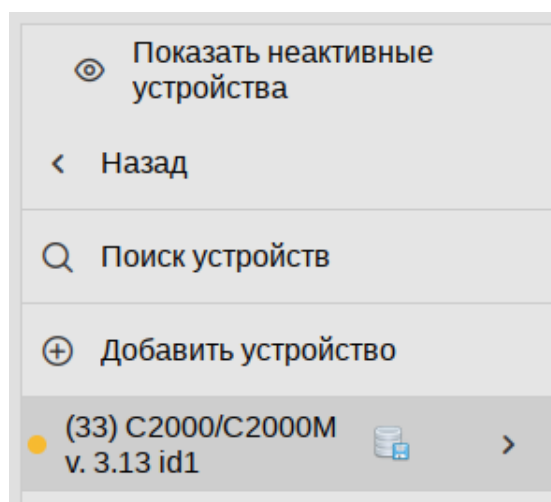 Показать неактивные
устройства
Назад
Поиск устройств
Добавить устройство
(33) С2000/С2000М
v. 3.13 id1